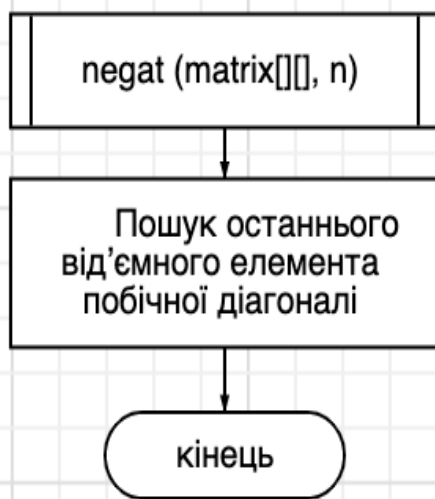 negat (matrix[][], n)
Пошук останнього
від’ємного елемента
побічної діагоналі
кінець